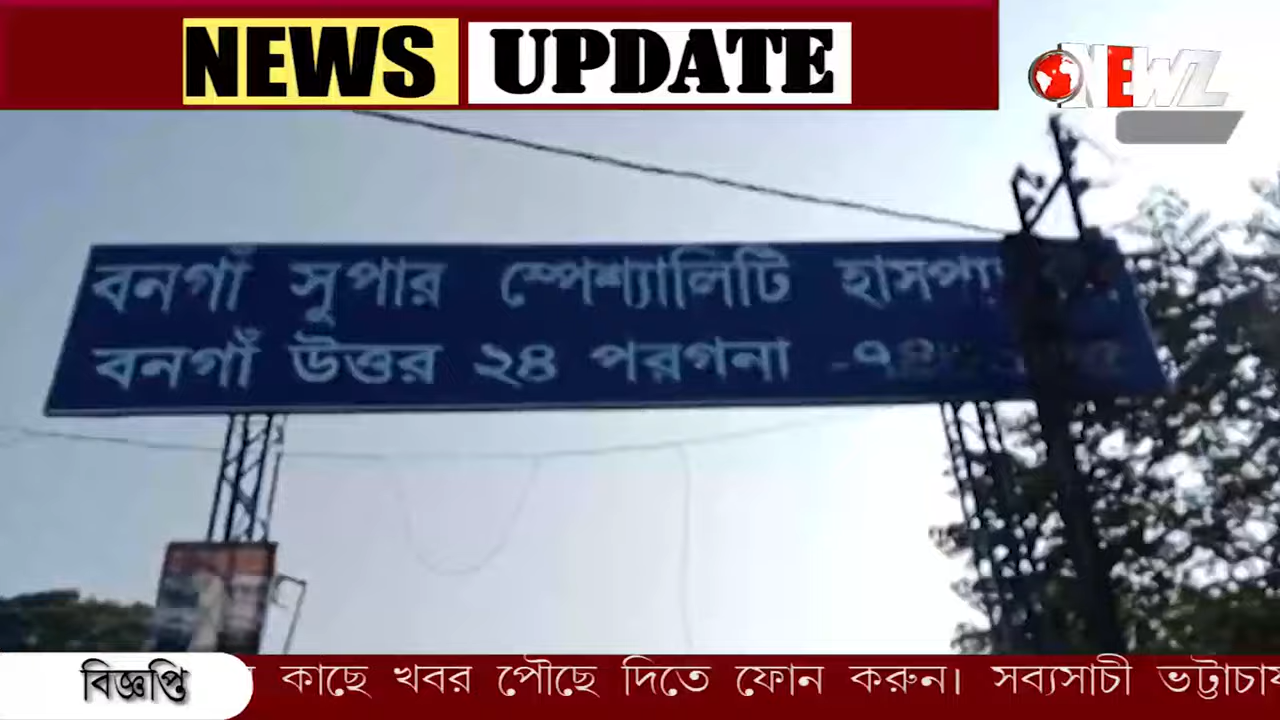 NEWS UPDATE
NEWZ
বনগাঁ সুপার স্পেশ্যালিটি
বনগাঁ উত্তর ২৪ পরগনা
বিজ্ঞপ্তি
কাছে খবর পৌছে দিতে ফোন করুন। সব্যসাচী